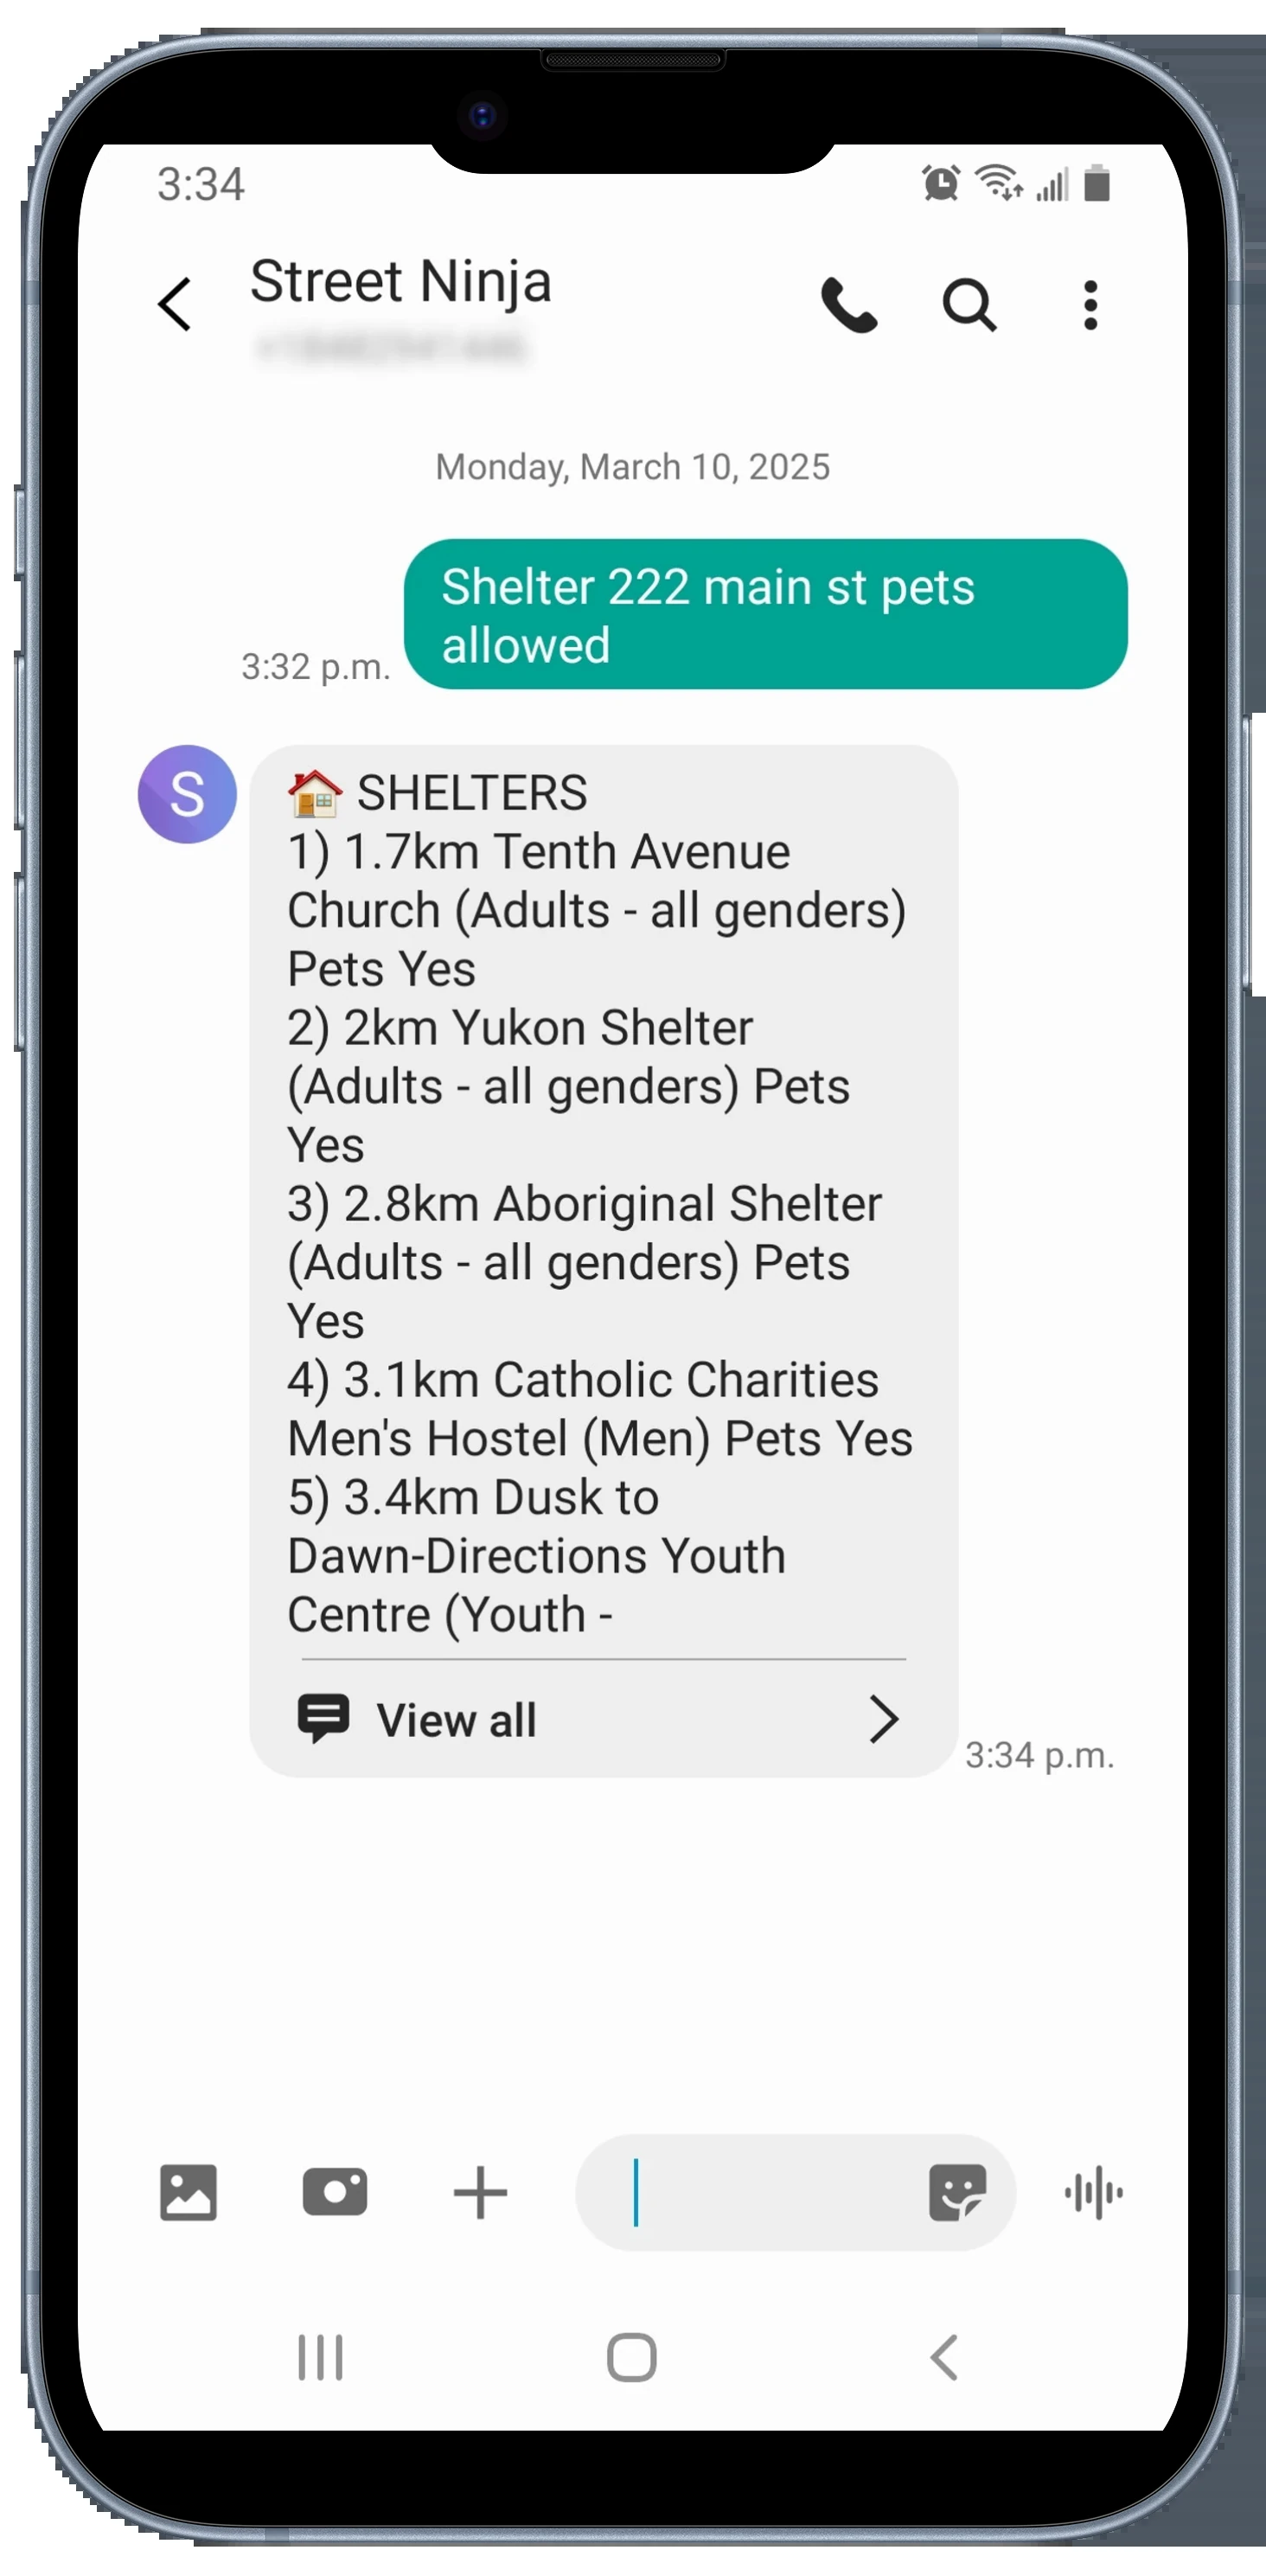 3:34
Street Ninja
Monday, March 10, 2025
Shelter 222 main st pets
allowed
3:32 p.m.
S
SHELTERS
1) 1.7km Tenth Avenue
Church (Adults - all genders)
Pets Yes
2) 2km Yukon Shelter
(Adults - all genders) Pets
Yes
3) 2.8km Aboriginal Shelter
(Adults - all genders) Pets
Yes
4) 3.1km Catholic Charities
Men's Hostel (Men) Pets Yes
5) 3.4km Dusk to
Dawn-Directions Youth
Centre (Youth -
View all
3:34 p.m.